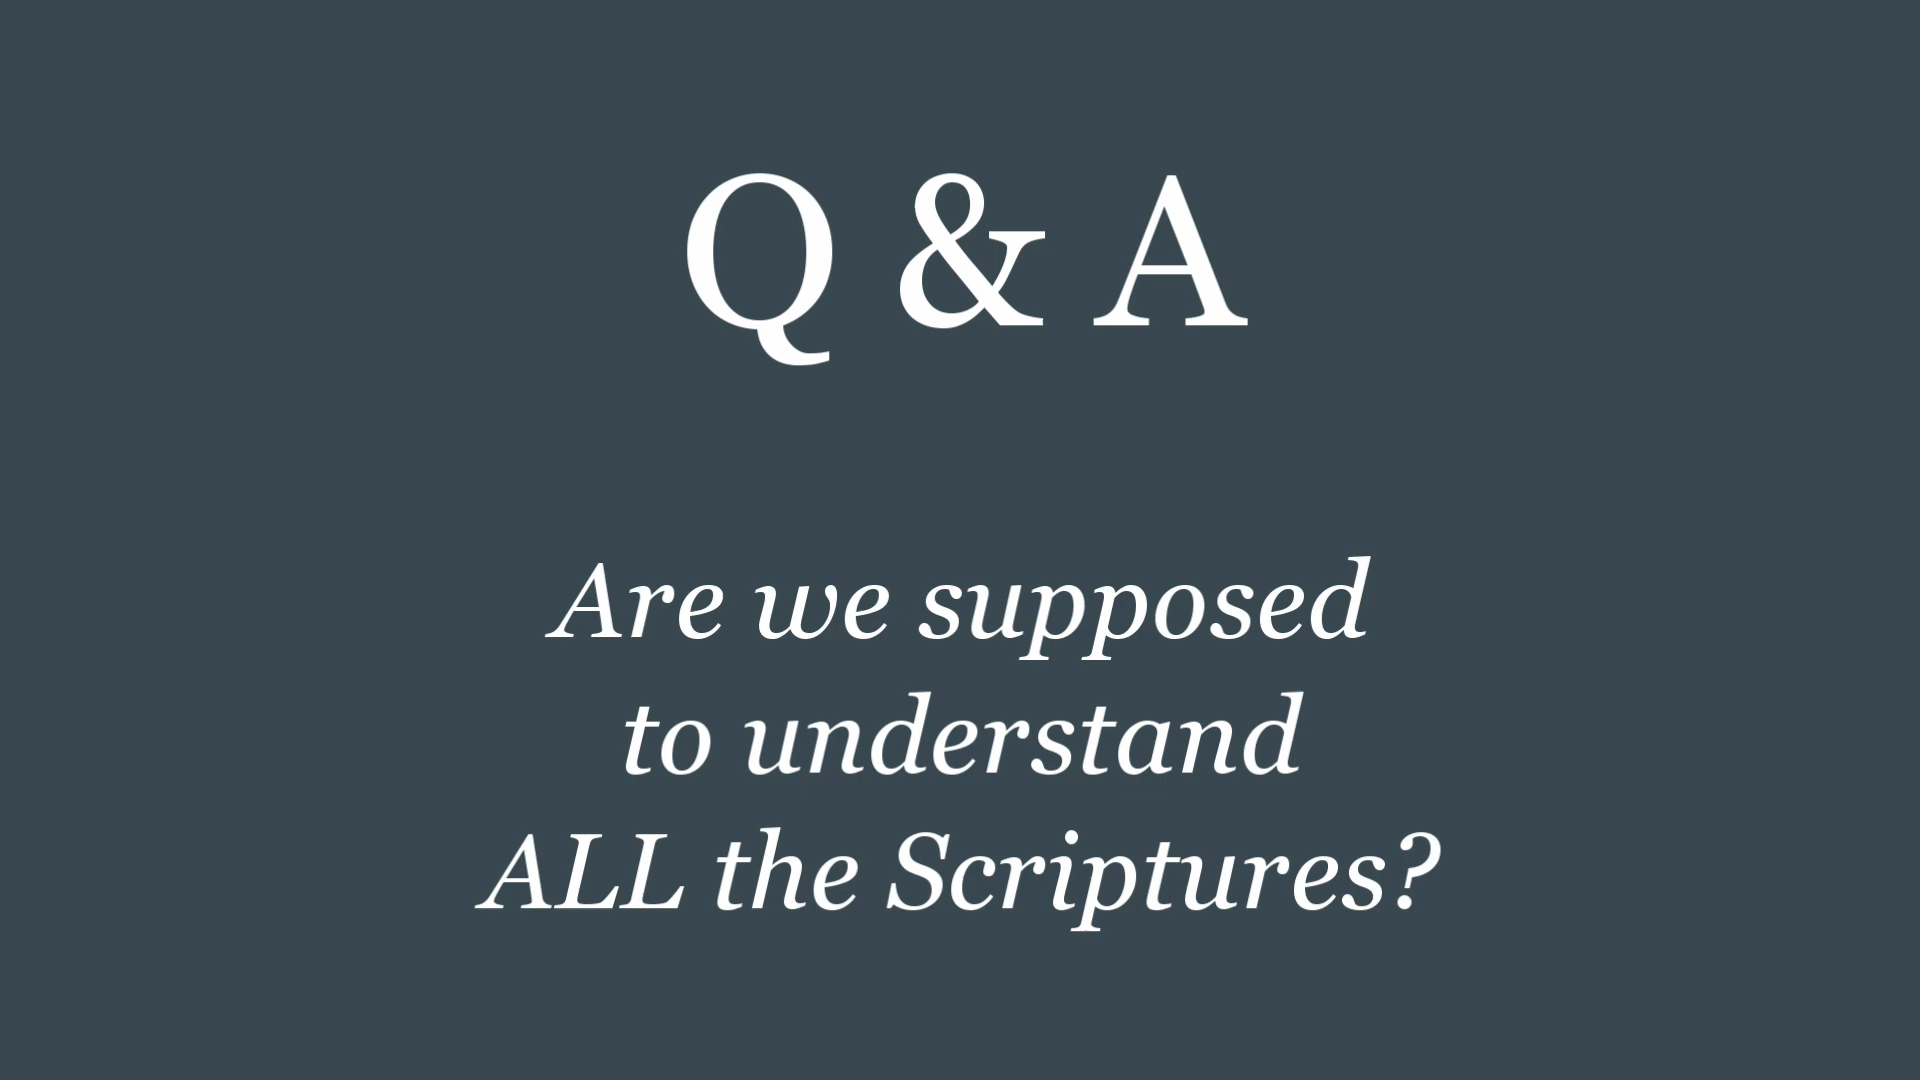 Q & A
Are we supposed
to understand
ALL the Scriptures?